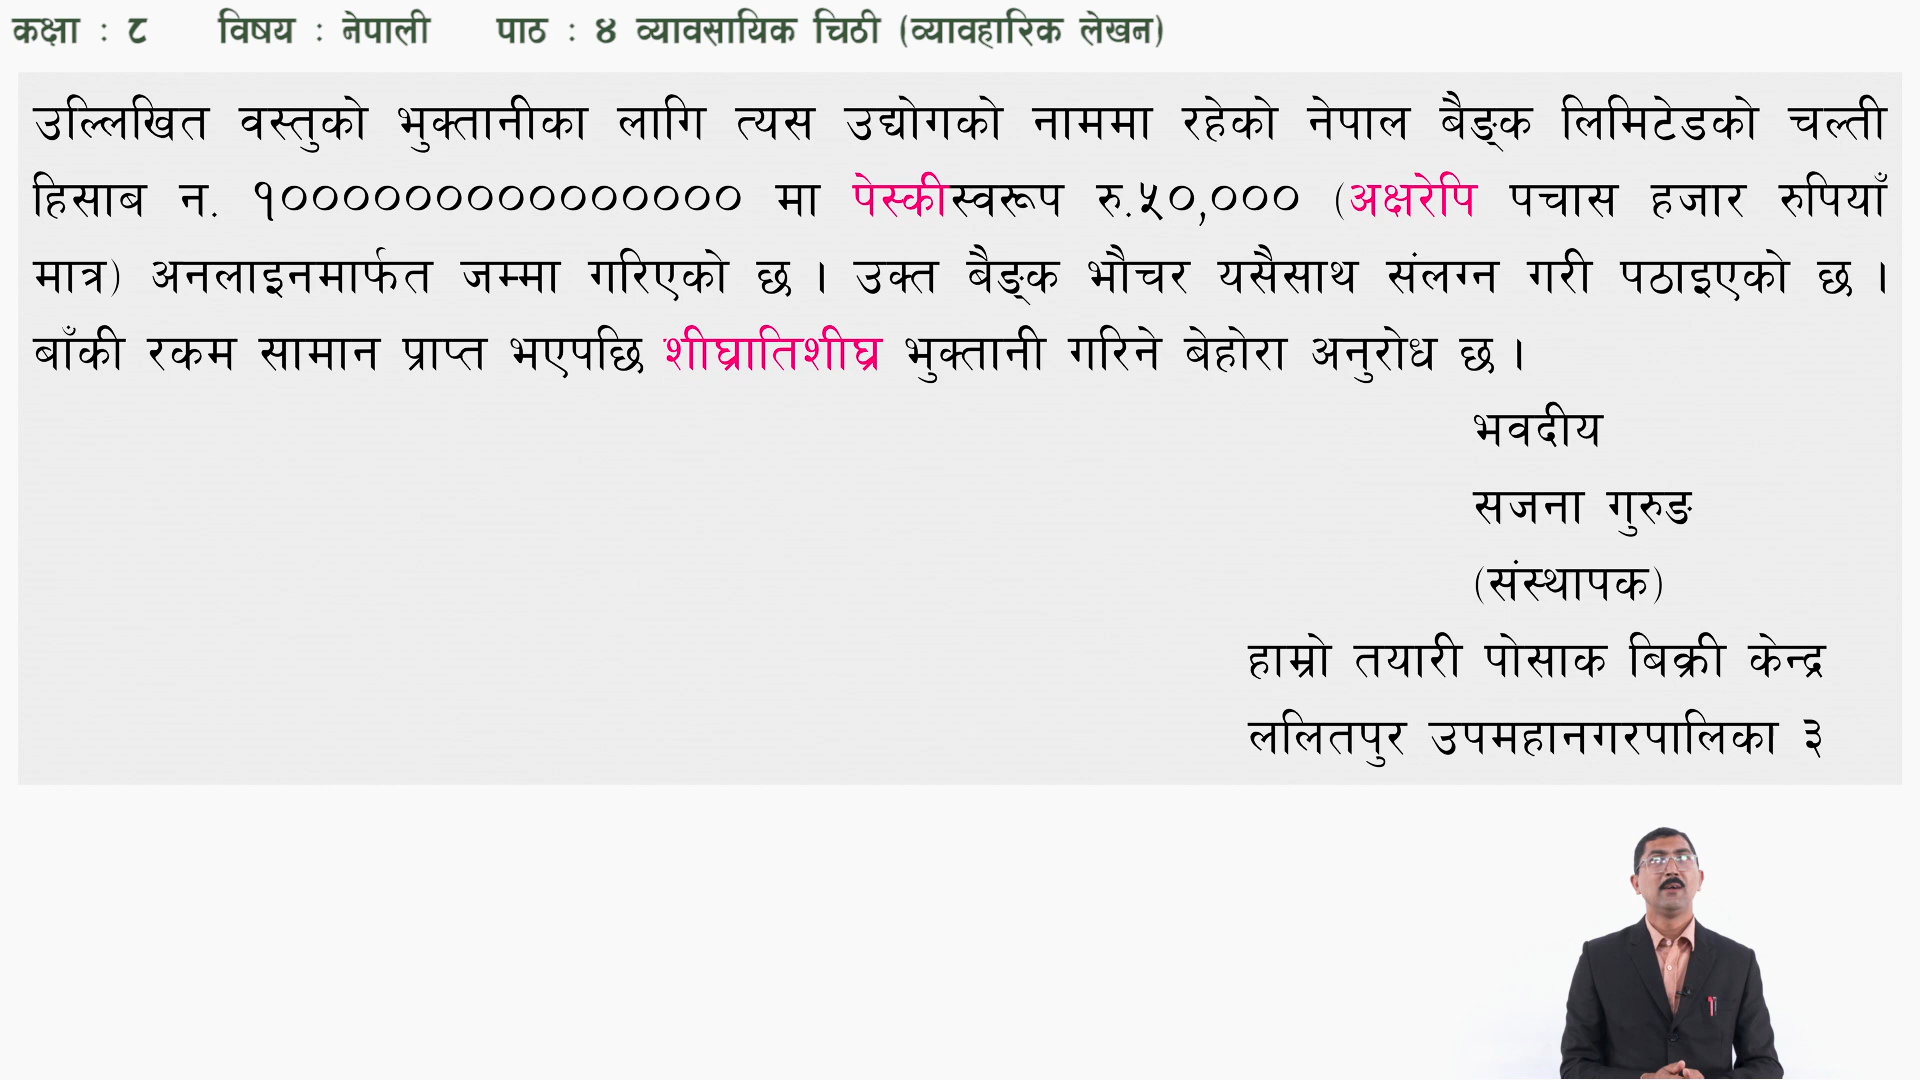 कक्षा : ८ विषय : नेपाली पाठ : ४ व्यावसायिक चिठी (व्यावहारिक लेखन)
उल्लिखित वस्तुको भुक्तानीका लागि त्यस उद्योगको नाममा रहेको नेपाल बैङ्क लिमिटेडको चल्ती
हिसाब न. १००००००००००००००० मा पेस्कीस्वरूप रु.५०,००० (अक्षरेपि पचास हजार रुपियाँ
मात्र) अनलाइनमार्फत जम्मा गरिएको छ । उक्त बैङ्क भौचर यसैसाथ संलग्न गरी पठाइएको छ ।
बाँकी रकम सामान प्राप्त भएपछि शीघ्रातिशीघ्र भुक्तानी गरिने बेहोरा अनुरोध छ ।
भवदीय
सजना गुरुङ
(संस्थापक)
हाम्रो तयारी पोसाक बिक्री केन्द्र
ललितपुर उपमहानगरपालिका ३